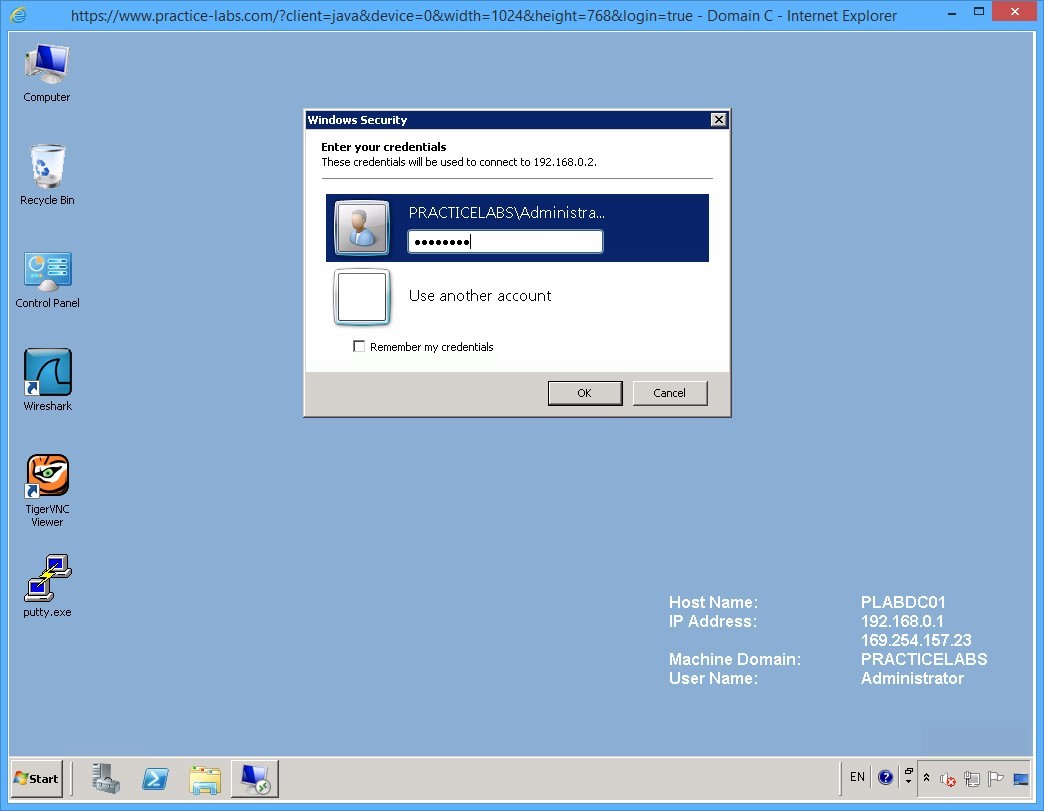 https://www.practice-labs.com/?client=java&device=0&width=1024&height=768&login=true - Domain C - Internet Explorer
Computer
Recycle Bin
Control Panel
Wireshark
TigerVNC
Viewer
putty.exe
Windows Security
Enter your credentials
These credentials will be used to connect to 192.168.0.2.
PRACTICELABS\Administra...
••••••••
Use another account
Remember my credentials
OK Cancel
Host Name: PLABDC01
IP Address: 192.168.0.1
169.254.157.23
Machine Domain: PRACTICELABS
User Name: Administrator
Start EN